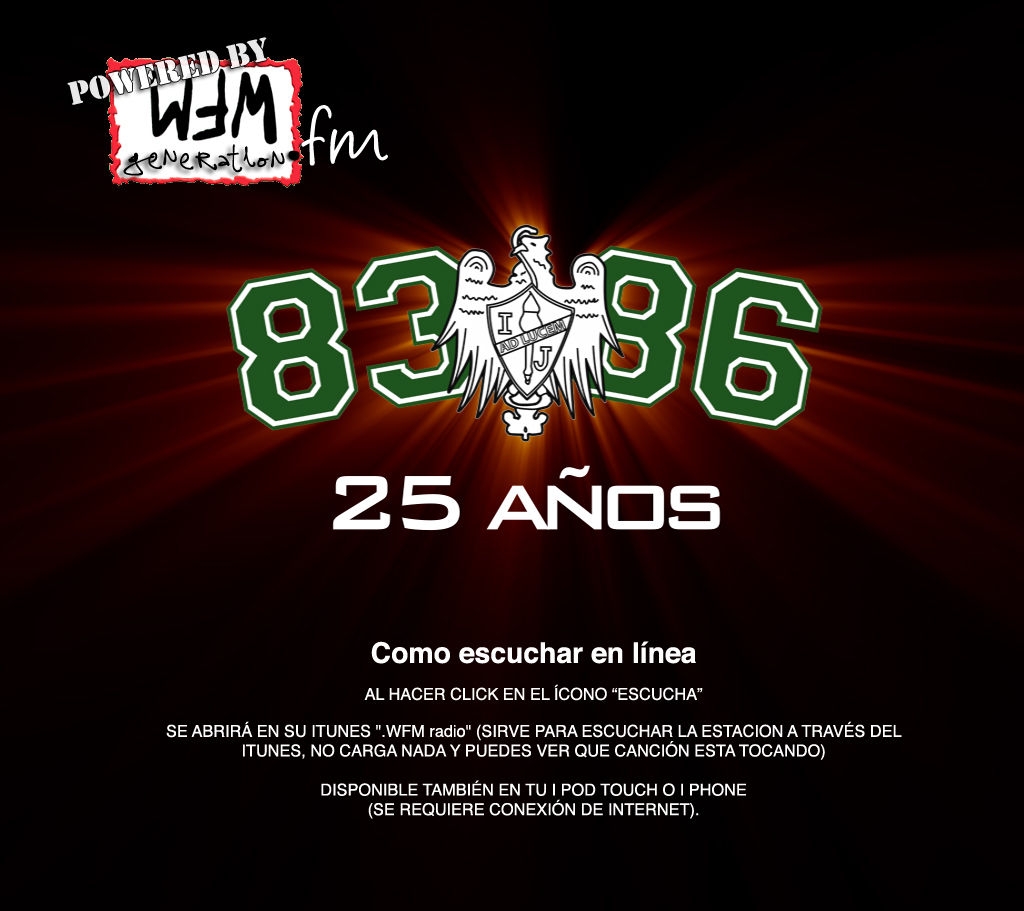 POWERED BY
WFM
generation.fm
83 86
I
AD LUCEM
J
25 AÑOS
Como escuchar en línea
AL HACER CLICK EN EL ÍCONO “ESCUCHA”
SE ABRIRÁ EN SU ITUNES ".WFM radio" (SIRVE PARA ESCUCHAR LA ESTACION A TRAVÉS DEL
ITUNES, NO CARGA NADA Y PUEDES VER QUE CANCIÓN ESTA TOCANDO)
DISPONIBLE TAMBIÉN EN TU I POD TOUCH O I PHONE
(SE REQUIERE CONEXIÓN DE INTERNET).